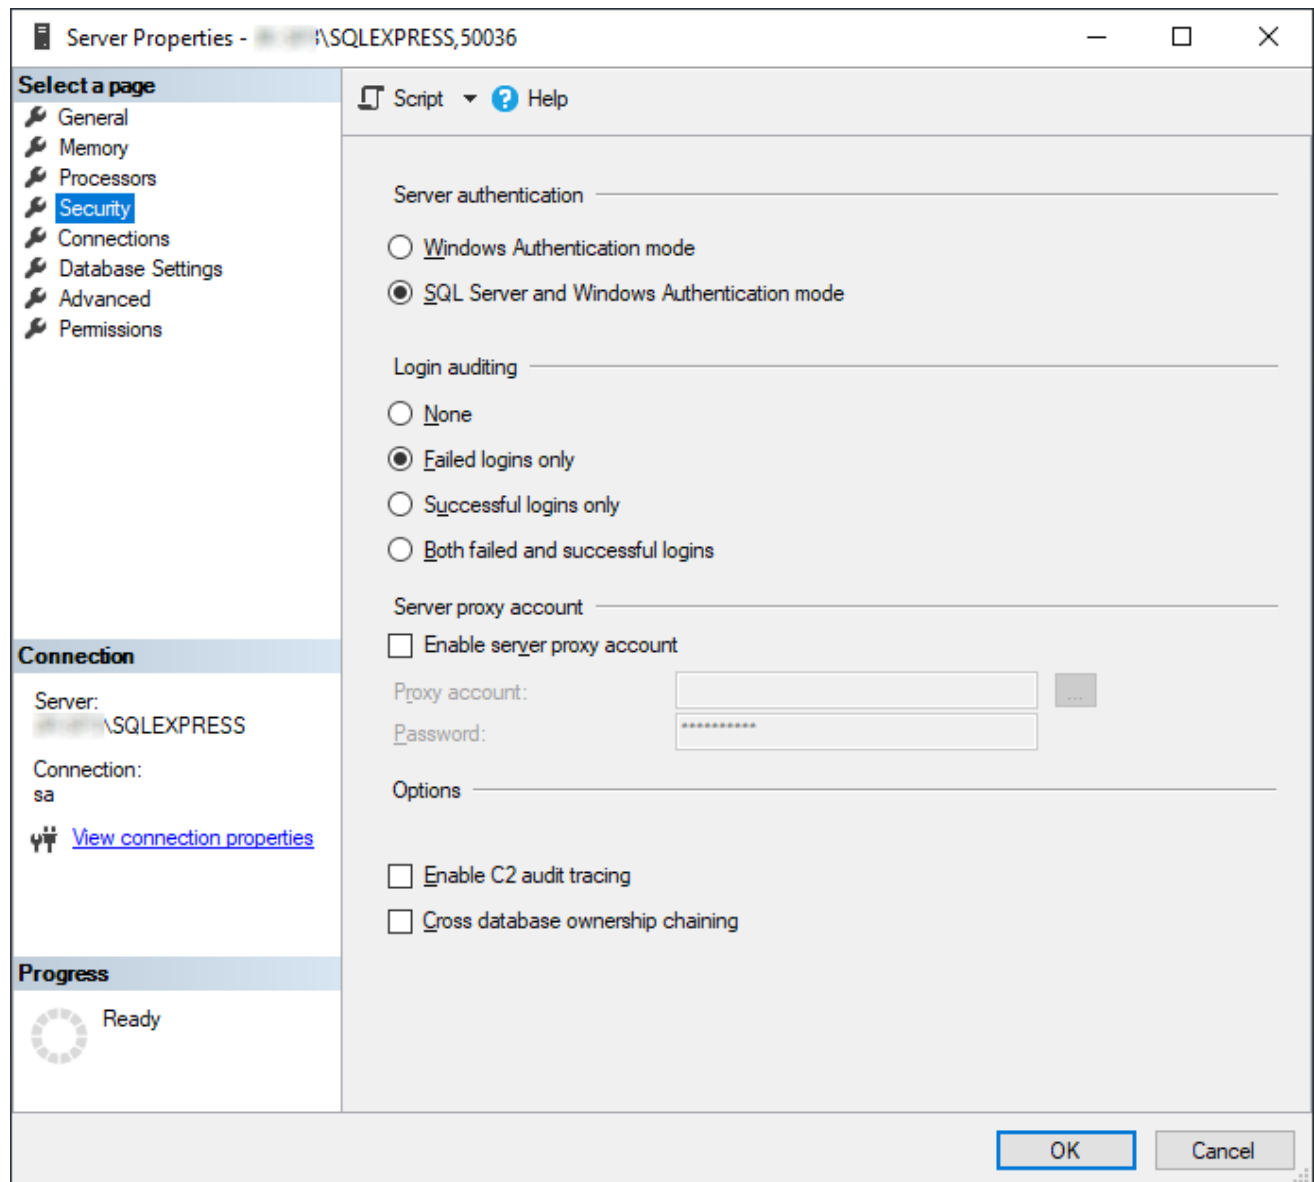 Server Properties - \SQLEXPRESS,50036
Select a page
General
Memory
Processors
Security
Connections
Database Settings
Advanced
Permissions
Script
Help
Server authentication
Windows Authentication mode
SQL Server and Windows Authentication mode
Login auditing
None
Failed logins only
Successful logins only
Both failed and successful logins
Server proxy account
Enable server proxy account
Proxy account:
...
Password:
**********
Options
Enable C2 audit tracing
Cross database ownership chaining
Connection
Server:
\SQLEXPRESS
Connection:
sa
View connection properties
Progress
Ready
OK
Cancel